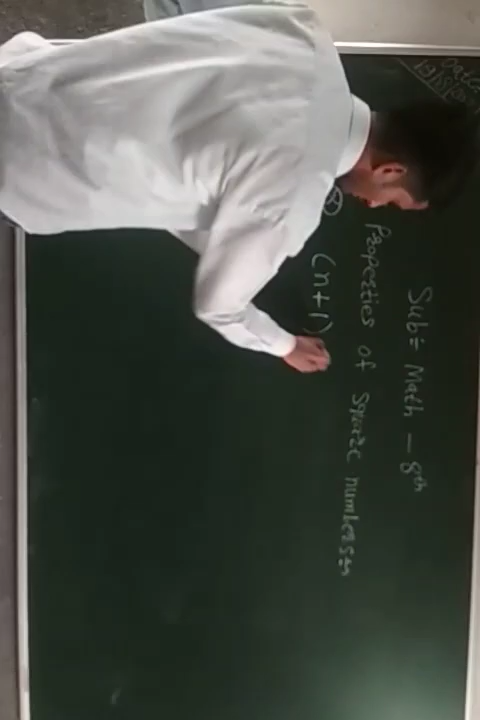 Sub:- Math - 8th
Properties of Square numbers:-
(n+1)